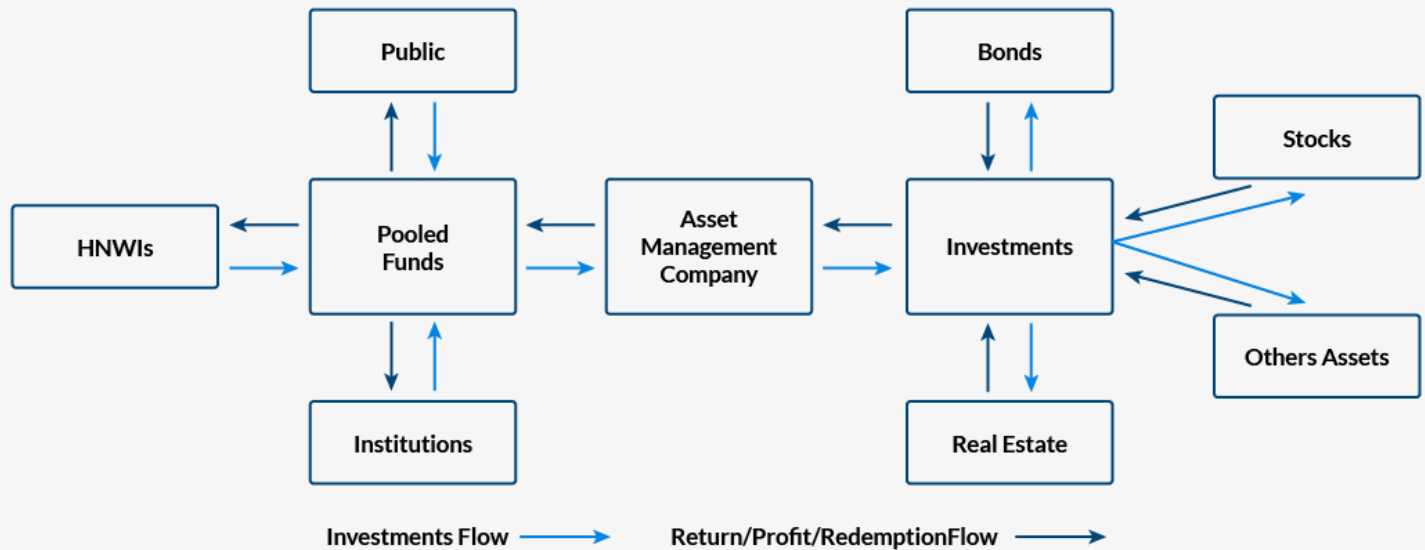 Public
Bonds
Stocks
HNWIs
Pooled
Funds
Asset
Management
Company
Investments
Others Assets
Institutions
Real Estate
Investments Flow
Return/Profit/RedemptionFlow